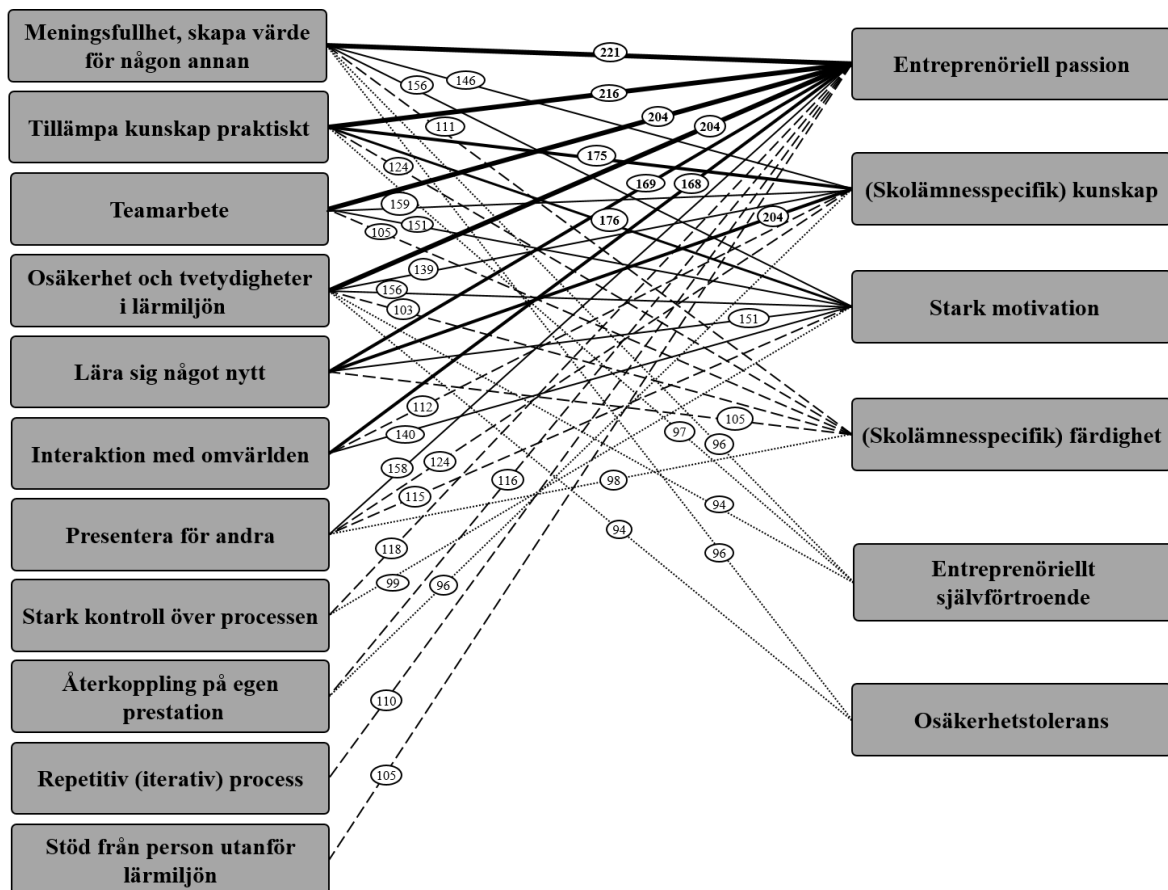 Meningsfullhet, skapa värde
för någon annan
Tillämpa kunskap praktiskt
Teamarbete
Osäkerhet och tvetydigheter
i lärmiljön
Lära sig något nytt
Interaktion med omvärlden
Presentera för andra
Stark kontroll över processen
Återkoppling på egen
prestation
Repetitiv (iterativ) process
Stöd från person utanför
lärmiljön
221
156
146
216
111
204
204
124
175
169
168
159
176
204
105
151
139
156
103
151
112
105
140
97
96
124
158
116
98
115
94
94
118
96
99
96
110
105
Entreprenöriell passion
(Skolämnesspecifik) kunskap
Stark motivation
(Skolämnesspecifik) färdighet
Entreprenöriellt
självförtroende
Osäkerhetstolerans